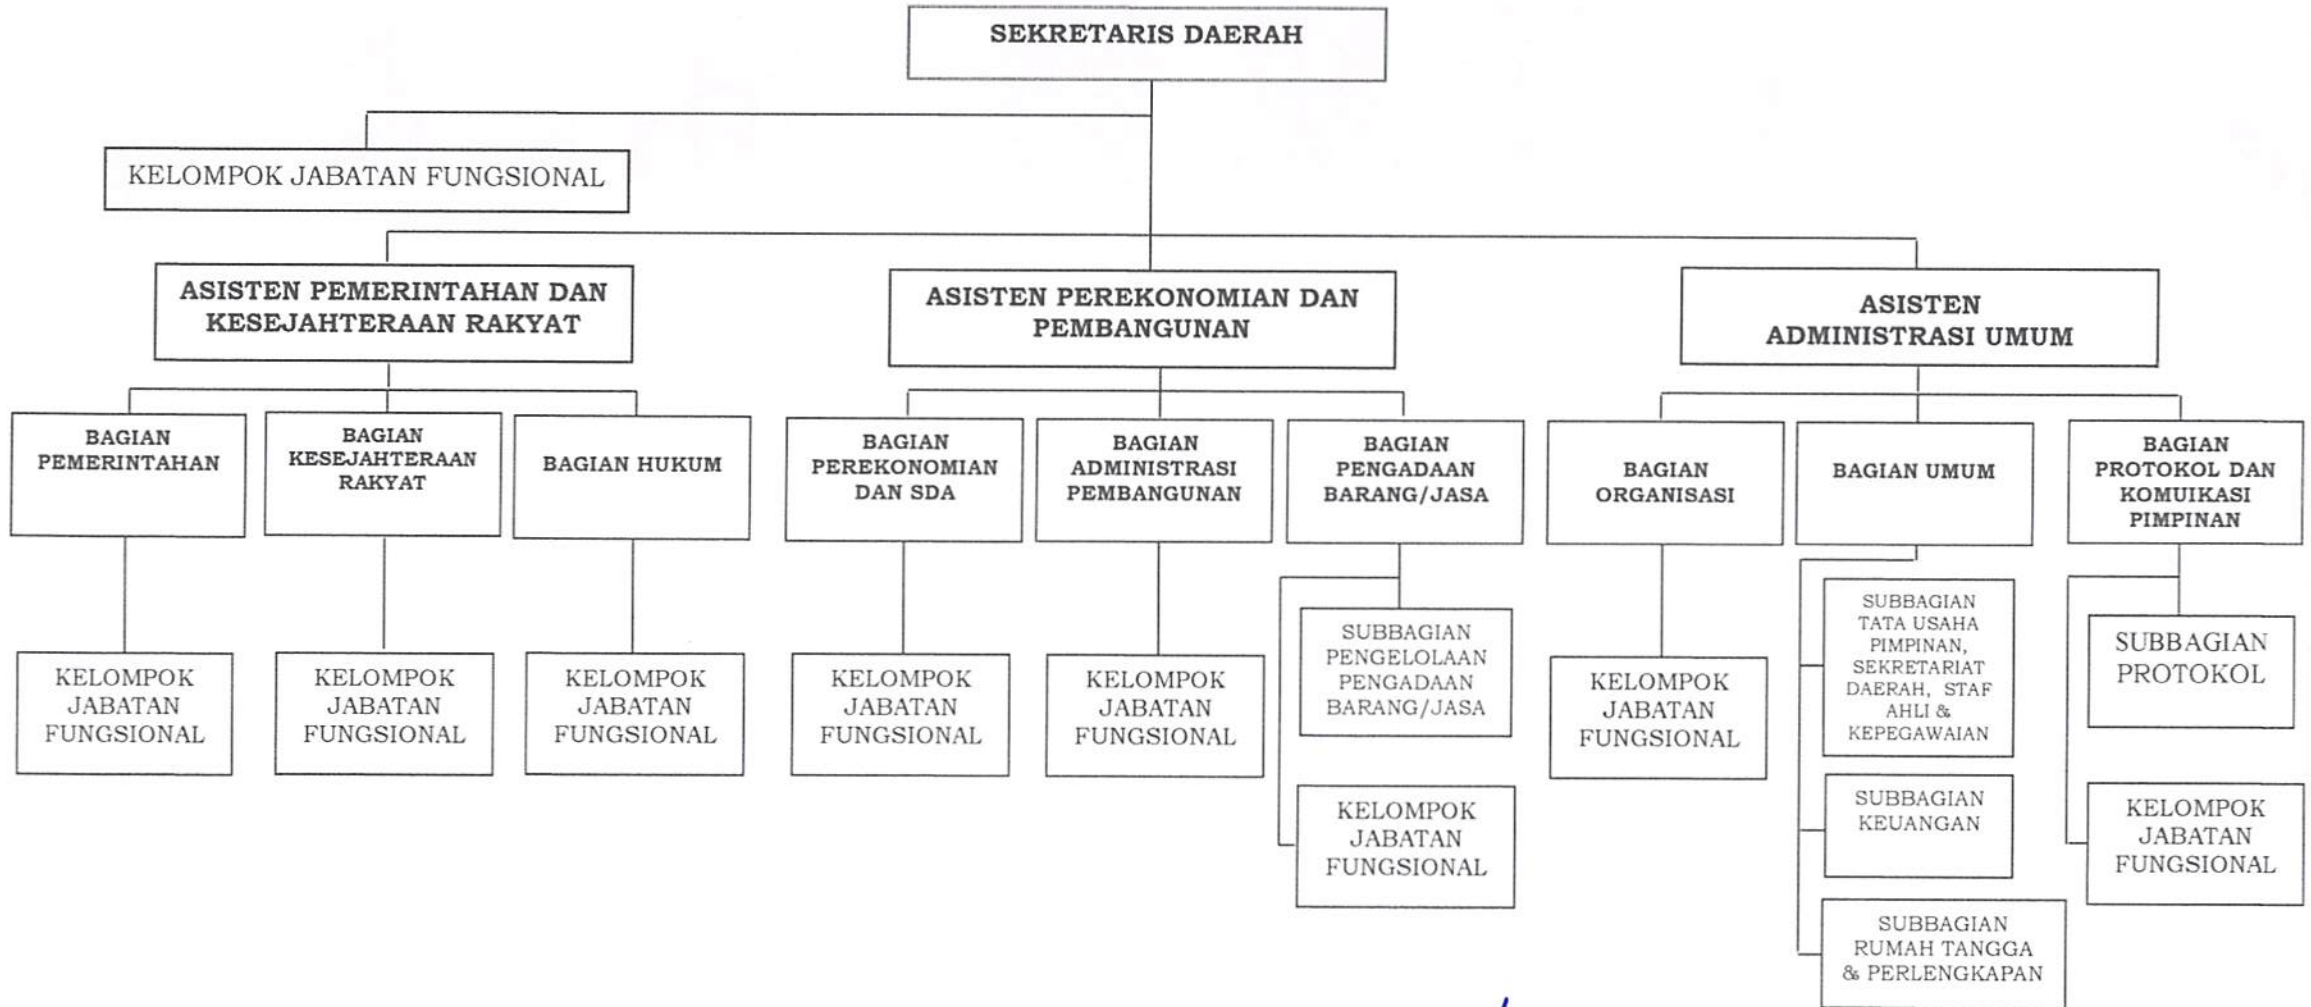 SEKRETARIS DAERAH
KELOMPOK JABATAN FUNGSIONAL
ASISTEN PEMERINTAHAN DAN
KESEJAHTERAAN RAKYAT
ASISTEN PEREKONOMIAN DAN
PEMBANGUNAN
ASISTEN
ADMINISTRASI UMUM
BAGIAN
PEMERINTAHAN
BAGIAN
KESEJAHTERAAN
RAKYAT
BAGIAN HUKUM
BAGIAN
PEREKONOMIAN
DAN SDA
BAGIAN
ADMINISTRASI
PEMBANGUNAN
BAGIAN
PENGADAAN
BARANG/JASA
BAGIAN
ORGANISASI
BAGIAN UMUM
BAGIAN
PROTOKOL DAN
KOMUIKASI
PIMPINAN
KELOMPOK
JABATAN
FUNGSIONAL
KELOMPOK
JABATAN
FUNGSIONAL
KELOMPOK
JABATAN
FUNGSIONAL
KELOMPOK
JABATAN
FUNGSIONAL
KELOMPOK
JABATAN
FUNGSIONAL
SUBBAGIAN
PENGELOLAAN
PENGADAAN
BARANG/JASA
KELOMPOK
JABATAN
FUNGSIONAL
KELOMPOK
JABATAN
FUNGSIONAL
SUBBAGIAN
TATA USAHA
PIMPINAN,
SEKRETARIAT
DAERAH, STAF
AHLI &
KEPEGAWAIAN
SUBBAGIAN
KEUANGAN
SUBBAGIAN
RUMAH TANGGA
& PERLENGKAPAN
SUBBAGIAN
PROTOKOL
KELOMPOK
JABATAN
FUNGSIONAL